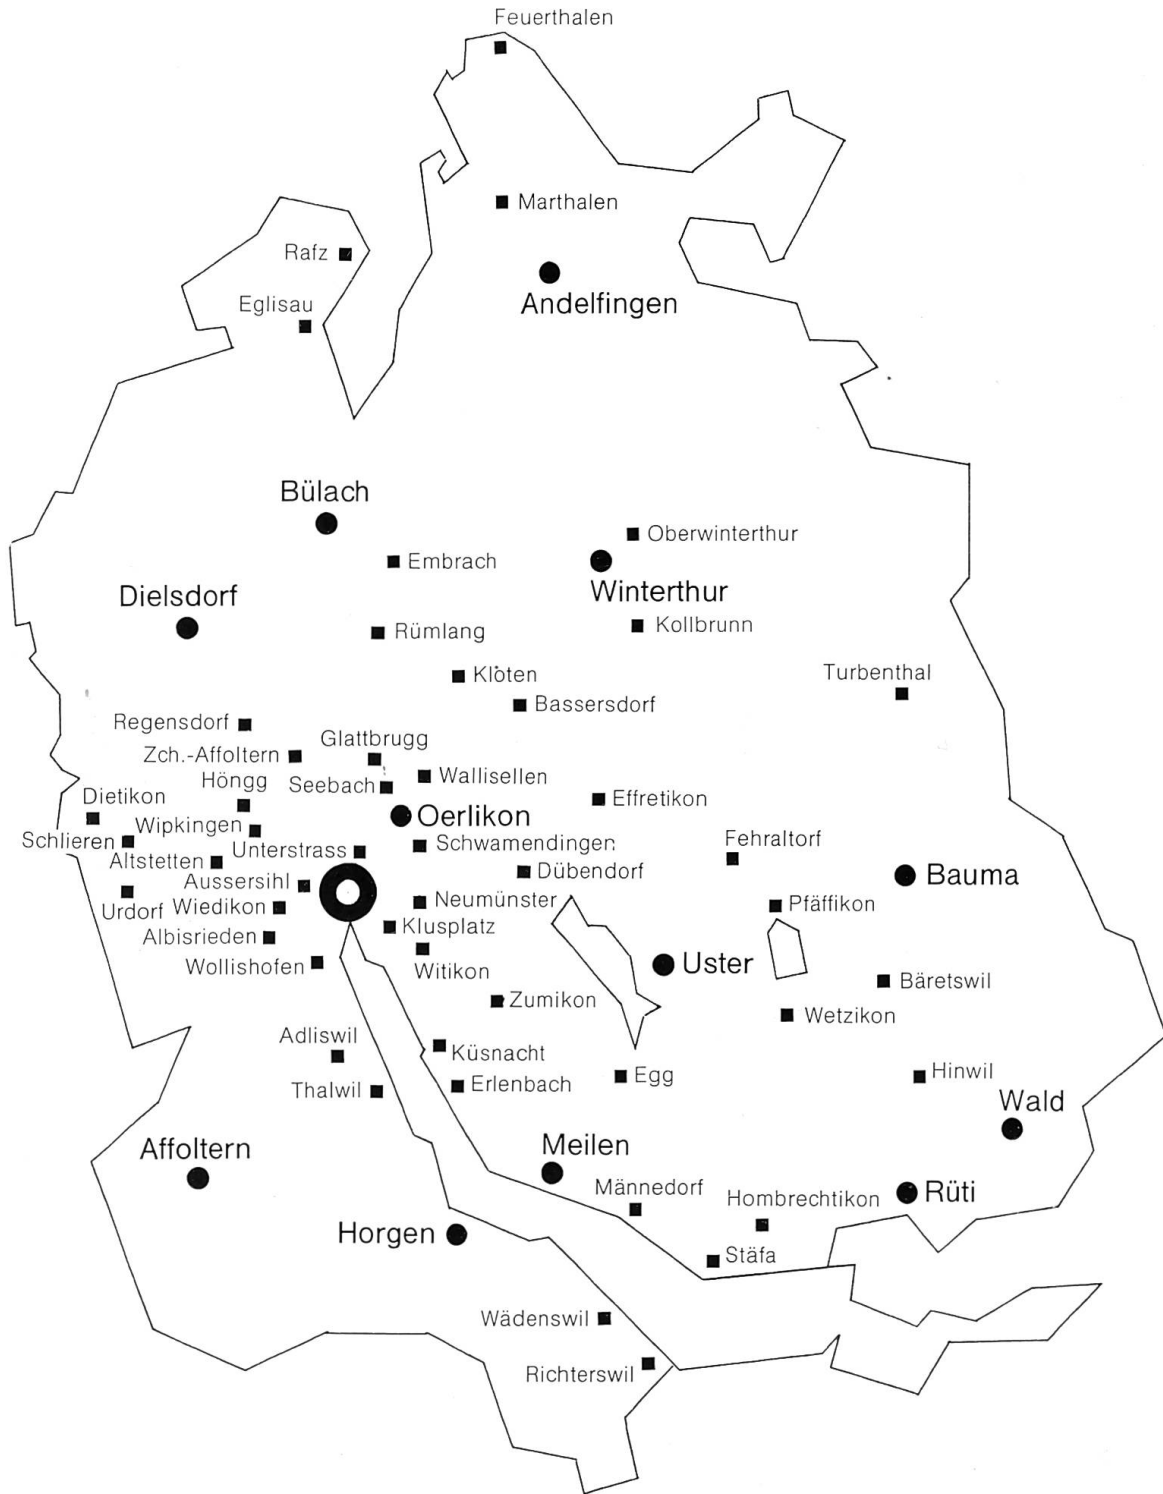 Feuerthalen
Marthalen
Rafz
Andelfingen
Eglisau
Bülach
Oberwinterthur
Embrach
Winterthur
Dielsdorf
Rümlang
Kollbrunn
Kloten
Turbenthal
Bassersdorf
Regensdorf
Glattbrugg
Zch.-Affoltern
Wallisellen
Höngg
Seebach
Dietikon
Effretikon
Oerlikon
Wipkingen
Schlieren
Schwamendingen
Fehraltorf
Unterstrass
Altstetten
Dübendorf
Bauma
Aussersihl
Neumünster
Pfäffikon
Urdorf
Wiedikon
Klusplatz
Albisrieden
Witikon
Wollishofen
Uster
Bäretswil
Zumikon
Wetzikon
Adliswil
Küsnacht
Hinwil
Egg
Erlenbach
Thalwil
Wald
Meilen
Affoltern
Männedorf
Rüti
Hombrechtikon
Horgen
Stäfa
Wädenswil
Richterswil